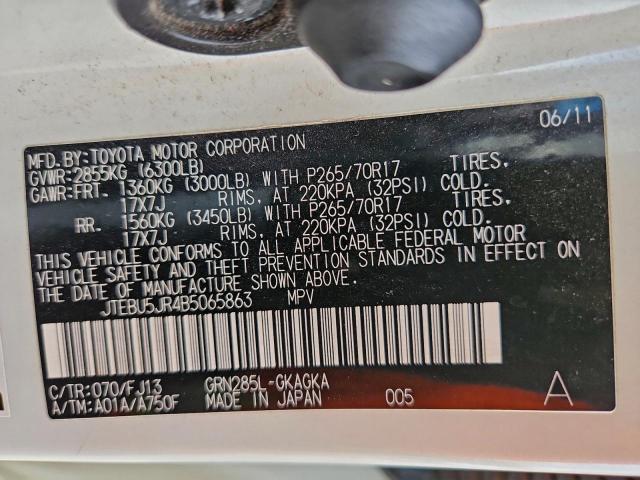 06/11
MFD.BY:TOYOTA MOTOR CORPORATION
GVWR:2855KG (6300LB)
GAWR:FRT. 1360KG (3000LB) WITH P265/70R17 TIRES,
17X7J RIMS, AT 220KPA (32PSI) COLD.
RR. 1560KG (3450LB) WITH P265/70R17 TIRES,
17X7J RIMS, AT 220KPA (32PSI) COLD.
THIS VEHICLE CONFORMS TO ALL APPLICABLE FEDERAL MOTOR
VEHICLE SAFETY AND THEFT PREVENTION STANDARDS IN EFFECT ON
THE DATE OF MANUFACTURE SHOWN ABOVE.
JTEBU5JR4B5065863 MPV
C/TR:070/FJ13 GRN285L-GKAGKA
A/TM:A01A/A750F MADE IN JAPAN 005 A